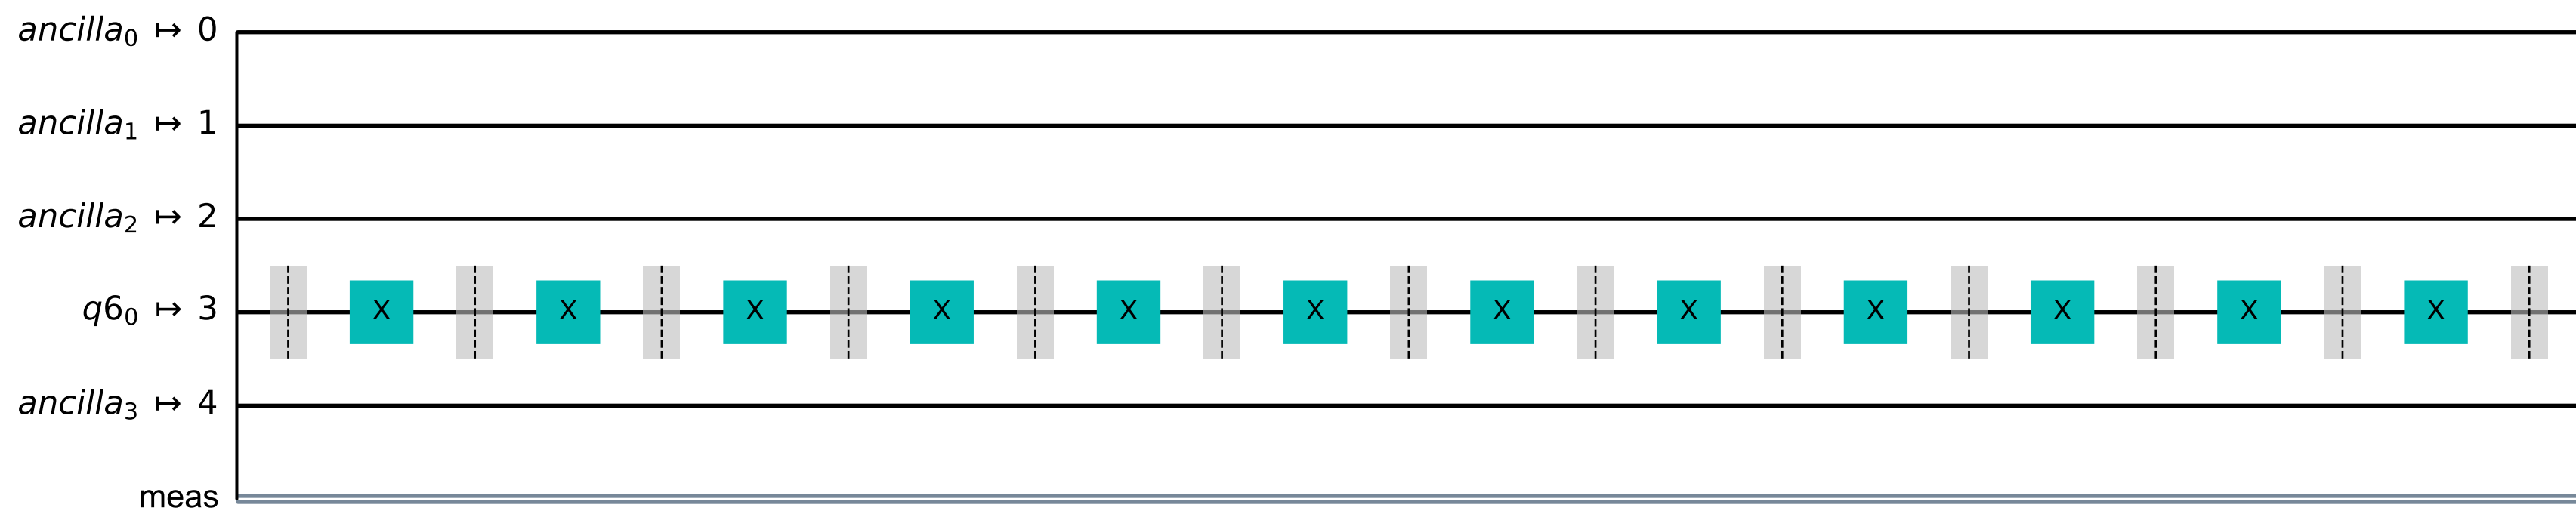 ancilla₀ ↦ 0
ancilla₁ ↦ 1
ancilla₂ ↦ 2
q6₀ ↦ 3 X X X X X X X X X X X X
ancilla₃ ↦ 4
meas